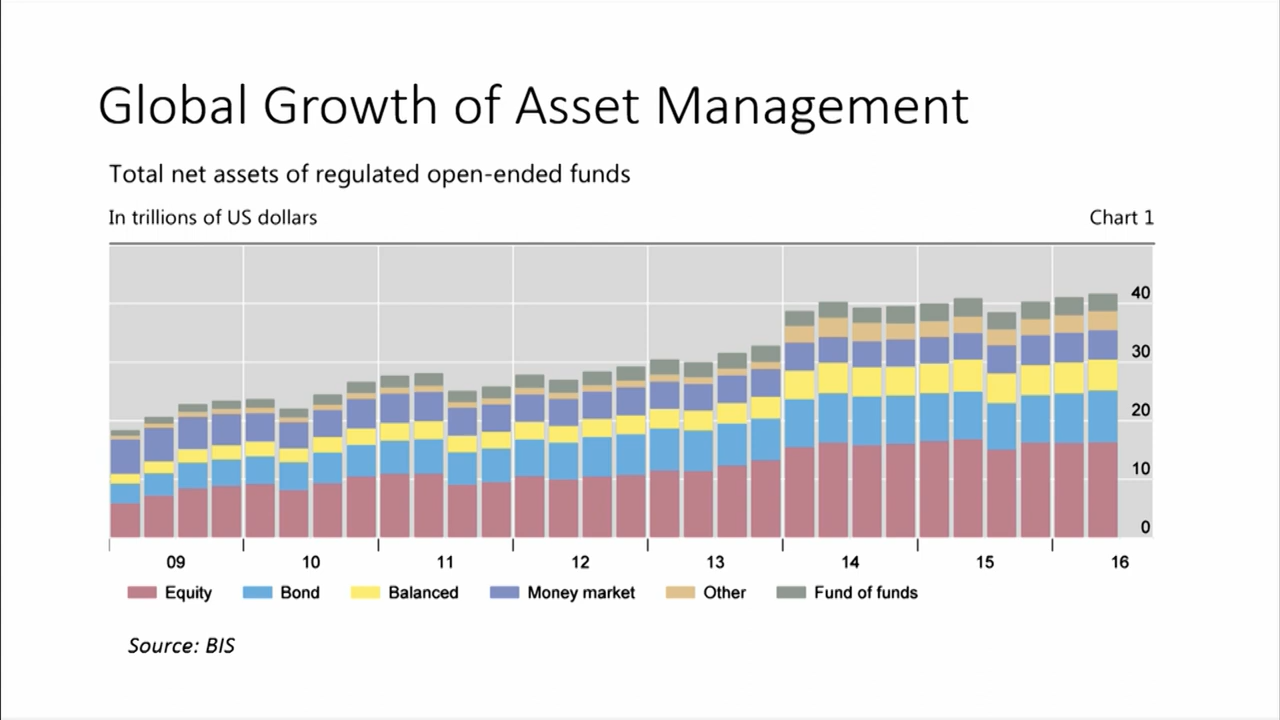 Global Growth of Asset Management
Total net assets of regulated open-ended funds
In trillions of US dollars
Chart 1
40
30
20
10
0
09 10 11 12 13 14 15 16
Equity Bond Balanced Money market Other Fund of funds
Source: BIS